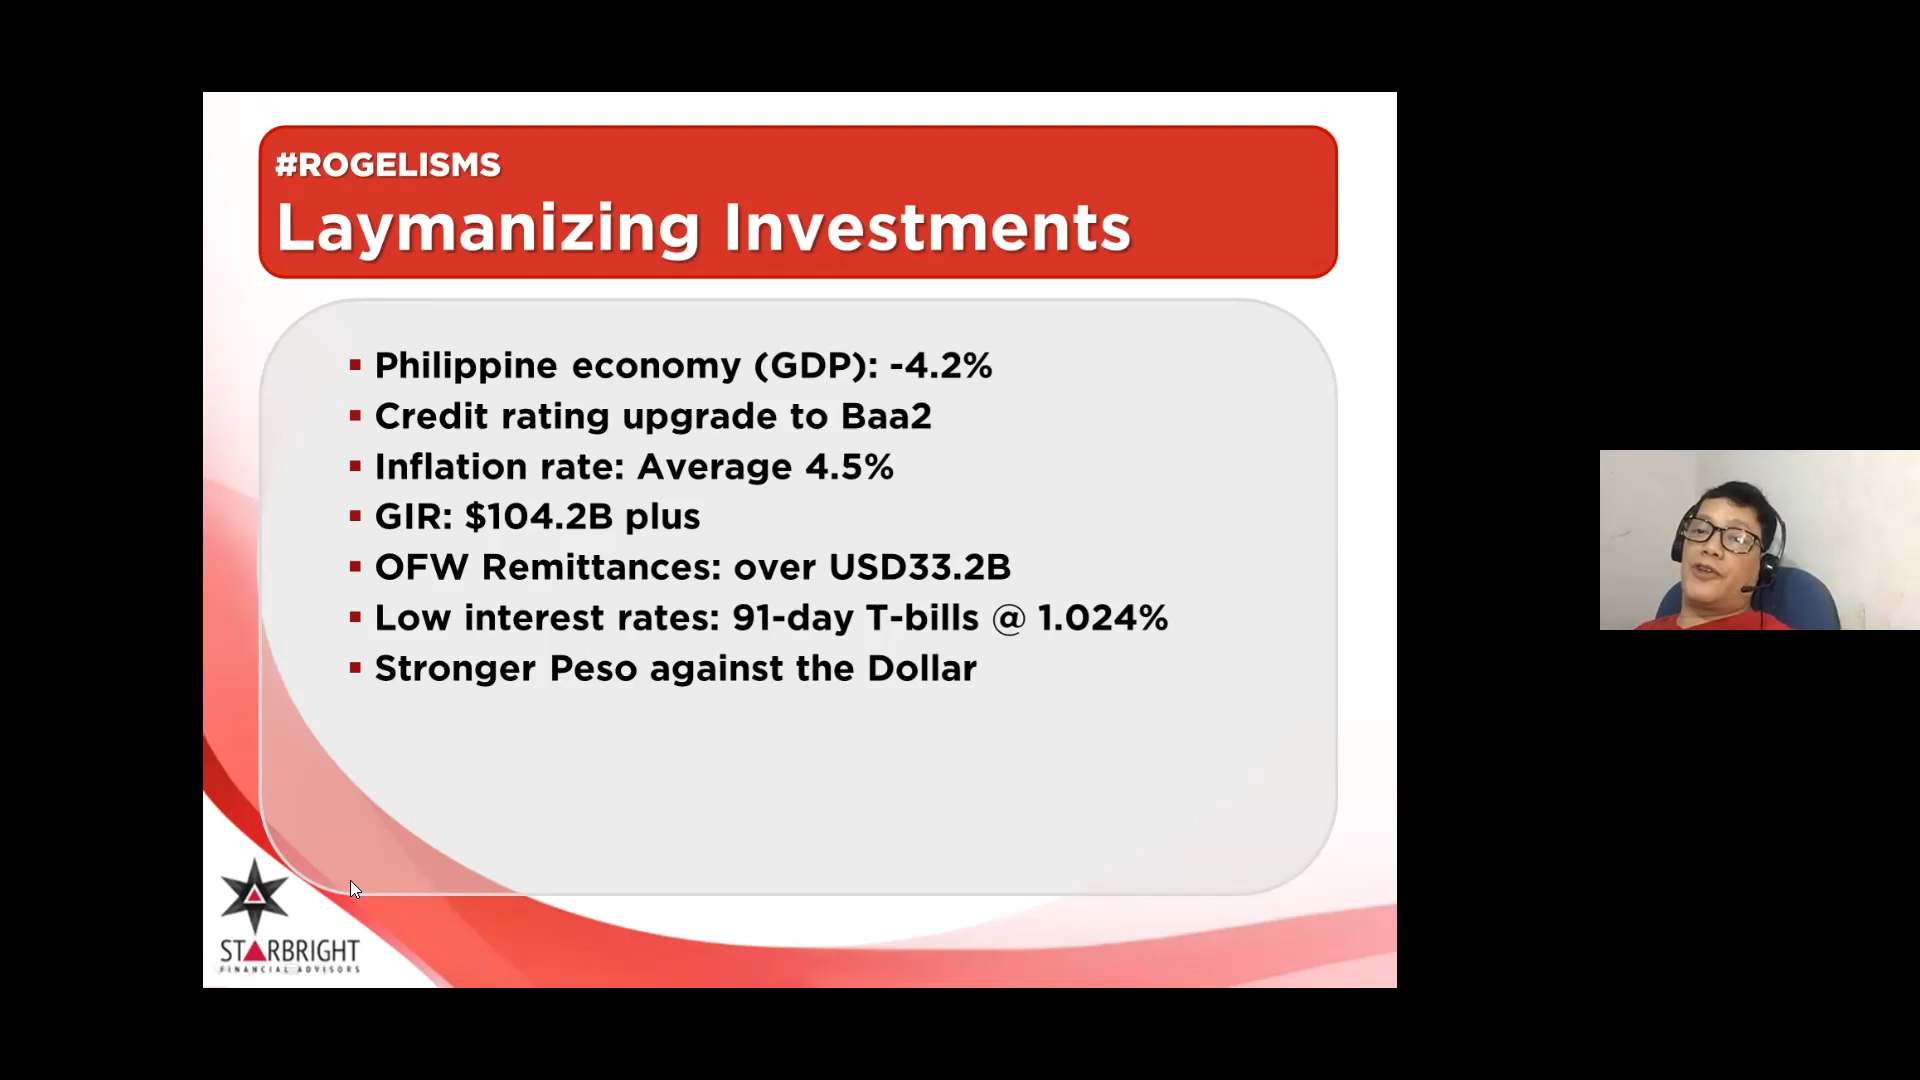 #ROGELISMS
Laymanizing Investments
Philippine economy (GDP): -4.2%
Credit rating upgrade to Baa2
Inflation rate: Average 4.5%
GIR: $104.2B plus
OFW Remittances: over USD33.2B
Low interest rates: 91-day T-bills @ 1.024%
Stronger Peso against the Dollar
STARBRIGHT
FINANCIAL ADVISORS